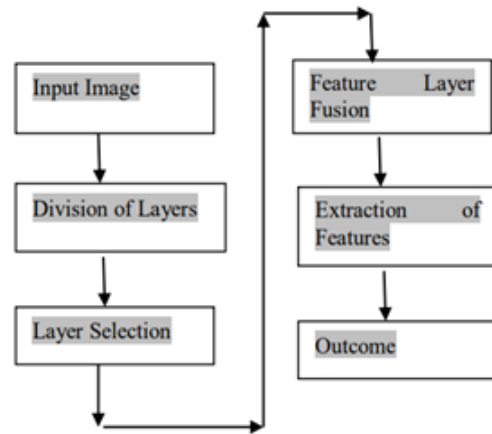 Input Image
Division of Layers
Layer Selection
Feature Layer
Fusion
Extraction of
Features
Outcome